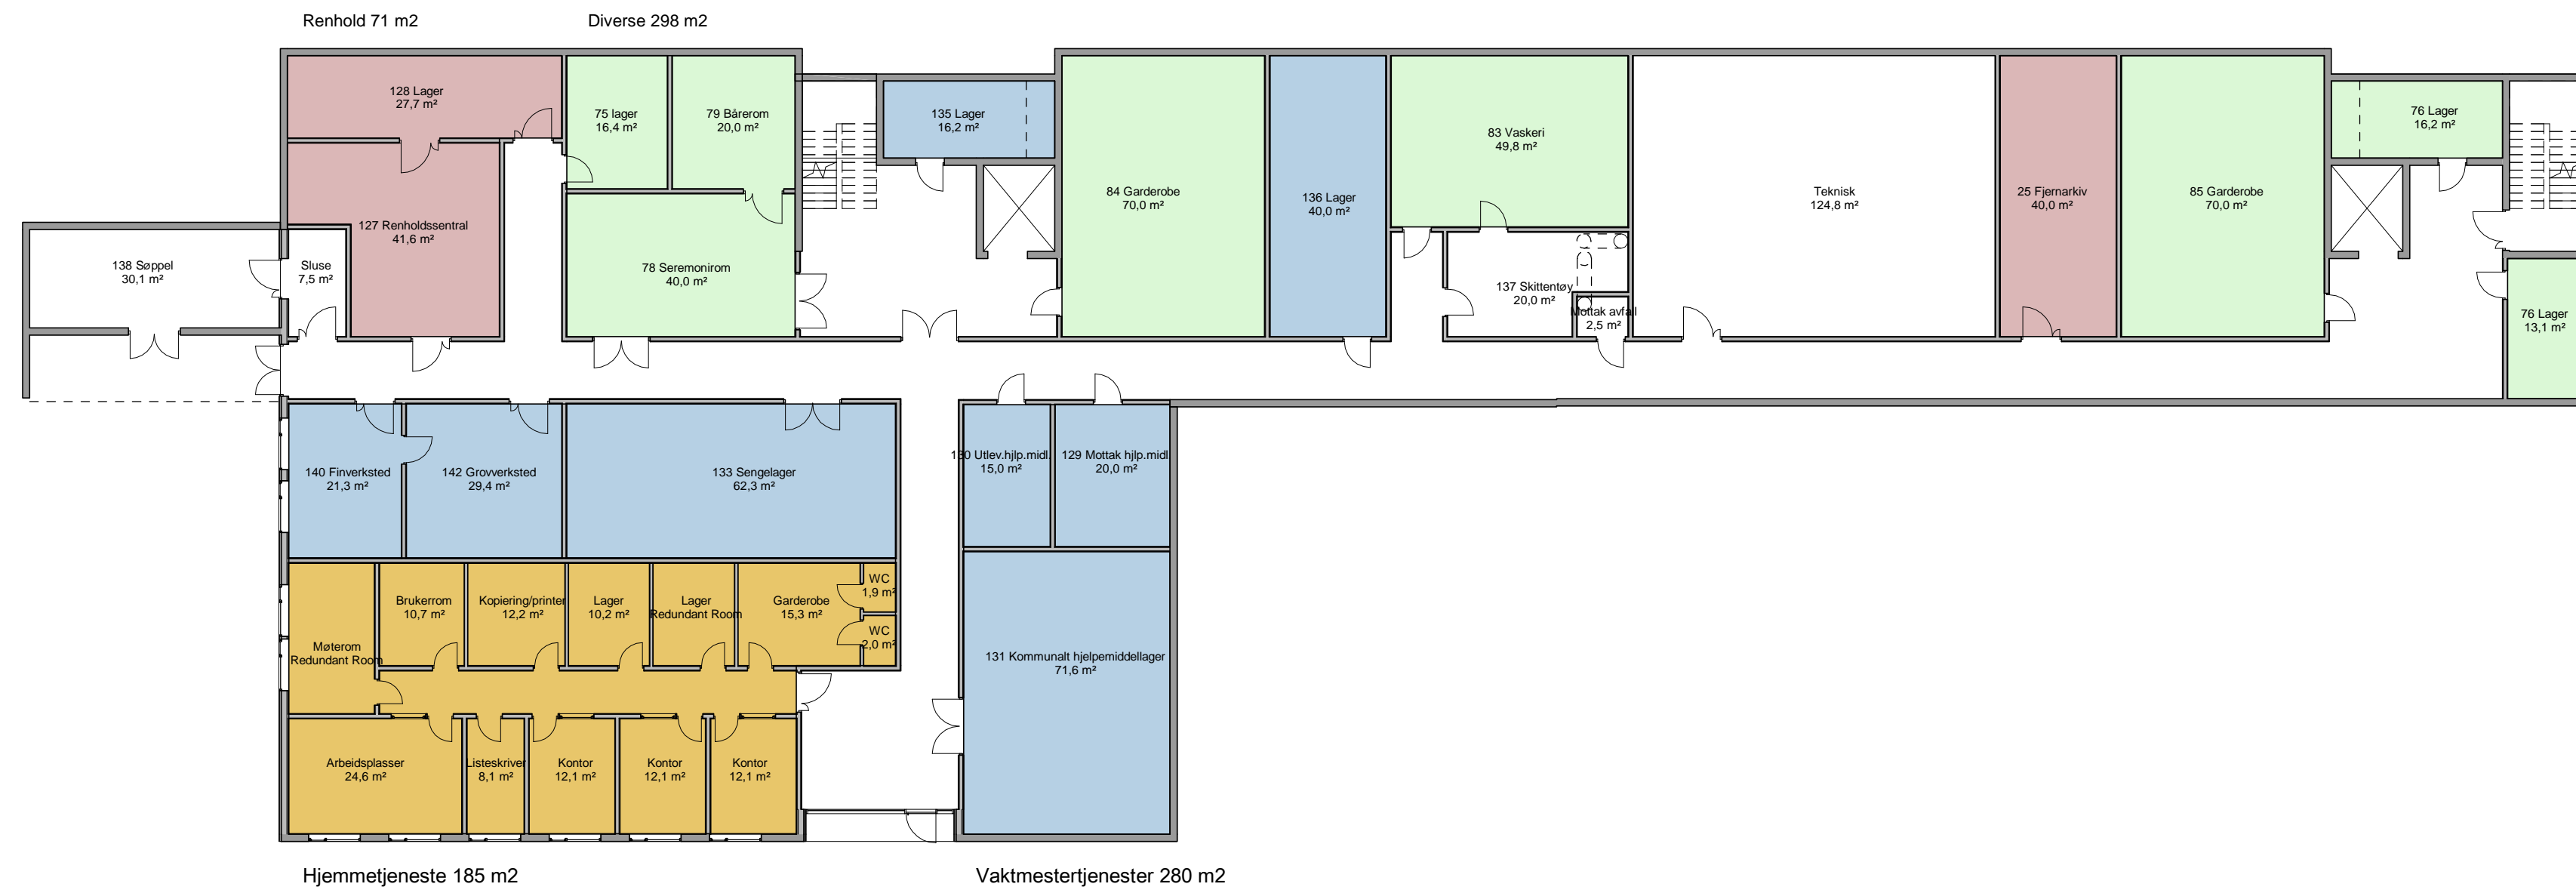 Renhold 71 m2
Diverse 298 m2
128 Lager
27,7 m²
75 lager
16,4 m²
79 Bårerom
20,0 m²
135 Lager
16,2 m²
83 Vaskeri
49,8 m²
76 Lager
16,2 m²
84 Garderobe
70,0 m²
136 Lager
40,0 m²
Teknisk
124,8 m²
25 Fjernarkiv
40,0 m²
85 Garderobe
70,0 m²
127 Renholdssentral
41,6 m²
138 Søppel
30,1 m²
Sluse
7,5 m²
78 Seremonirom
40,0 m²
137 Skittentøy
20,0 m²
Mottak avfall
2,5 m²
76 Lager
13,1 m²
140 Finverksted
21,3 m²
142 Grovverksted
29,4 m²
133 Sengelager
62,3 m²
130 Utlev.hjlp.midl.
15,0 m²
129 Mottak hjlp.midl
20,0 m²
Brukerrom
10,7 m²
Kopiering/printer
12,2 m²
Lager
10,2 m²
Lager
Redundant Room
Garderobe
15,3 m²
WC
1,9 m²
WC
2,0 m²
Møterom
Redundant Room
131 Kommunalt hjelpemiddellager
71,6 m²
Arbeidsplasser
24,6 m²
Listeskriver
8,1 m²
Kontor
12,1 m²
Kontor
12,1 m²
Kontor
12,1 m²
Hjemmetjeneste 185 m2
Vaktmestertjenester 280 m2